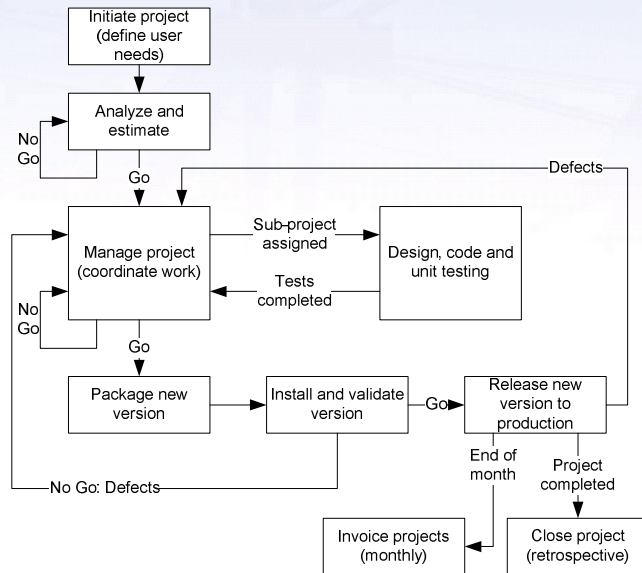 Initiate project
(define user
needs)
Analyze and
estimate
No
Go
Go
Defects
Manage project
(coordinate work)
Sub-project
assigned
Design, code and
unit testing
Tests
completed
No
Go
Go
Package new
version
Install and validate
version
Go
Release new
version to
production
End of
month
Project
completed
No Go: Defects
Invoice projects
(monthly)
Close project
(retrospective)